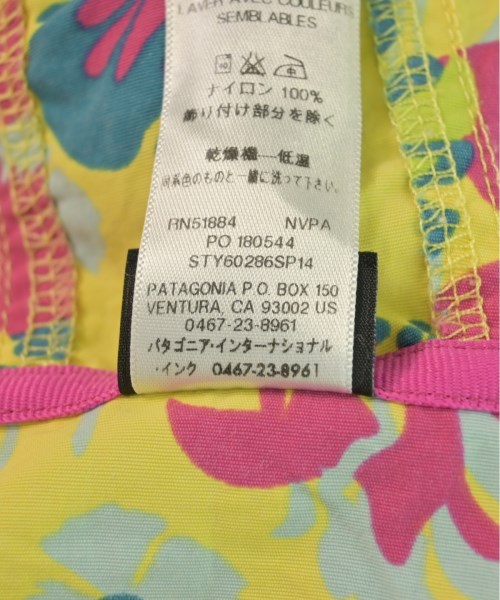 LAVER AVEC COULEURS
SEMBLABLES
ナイロン 100%
飾り付け部分を除く
乾燥機—低温
同系色のものと一緒に洗って下さい。
RN51884 NVPA
PO 180544
STY60286SP14
PATAGONIA P.O. BOX 150
VENTURA, CA 93002 US
0467-23-8961
パタゴニア・インターナショナル
・インク 0467-23-8961